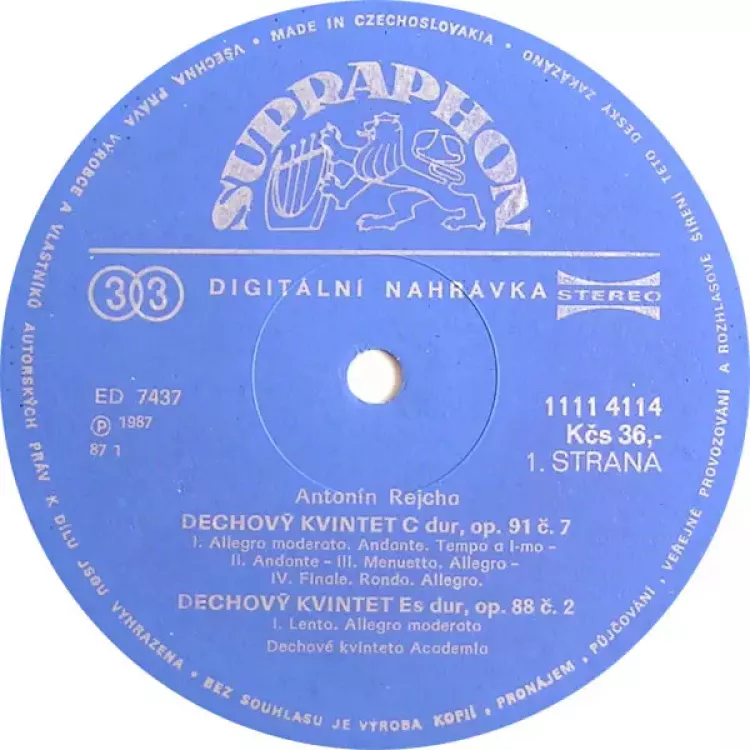 • MADE IN CZECHOSLOVAKIA •
VŠECHNA PRÁVA VÝROBCE A VLASTNÍKŮ AUTORSKÝCH PRÁV K DÍLU JSOU VYHRAZENA • BEZ SOUHLASU JE VÝROBA KOPIÍ, PRONÁJEM, PŮJČOVÁNÍ, VEŘEJNÉ PROVOZOVÁNÍ A ROZHLASOVÉ ŠÍŘENÍ TÉTO DESKY ZAKÁZÁNO
SUPRAPHON
33 DIGITÁLNÍ NAHRÁVKA STEREO
ED 7437
℗ 1987
87 1
1111 4114
Kčs 36,-
1. STRANA
Antonín Rejcha
DECHOVÝ KVINTET C dur, op. 91 č. 7
I. Allegro moderato. Andante. Tempo a I-mo –
II. Andante – III. Menuetto. Allegro –
IV. Finale. Rondo. Allegro.
DECHOVÝ KVINTET Es dur, op. 88 č. 2
I. Lento. Allegro moderato
Dechové kvinteto Academia